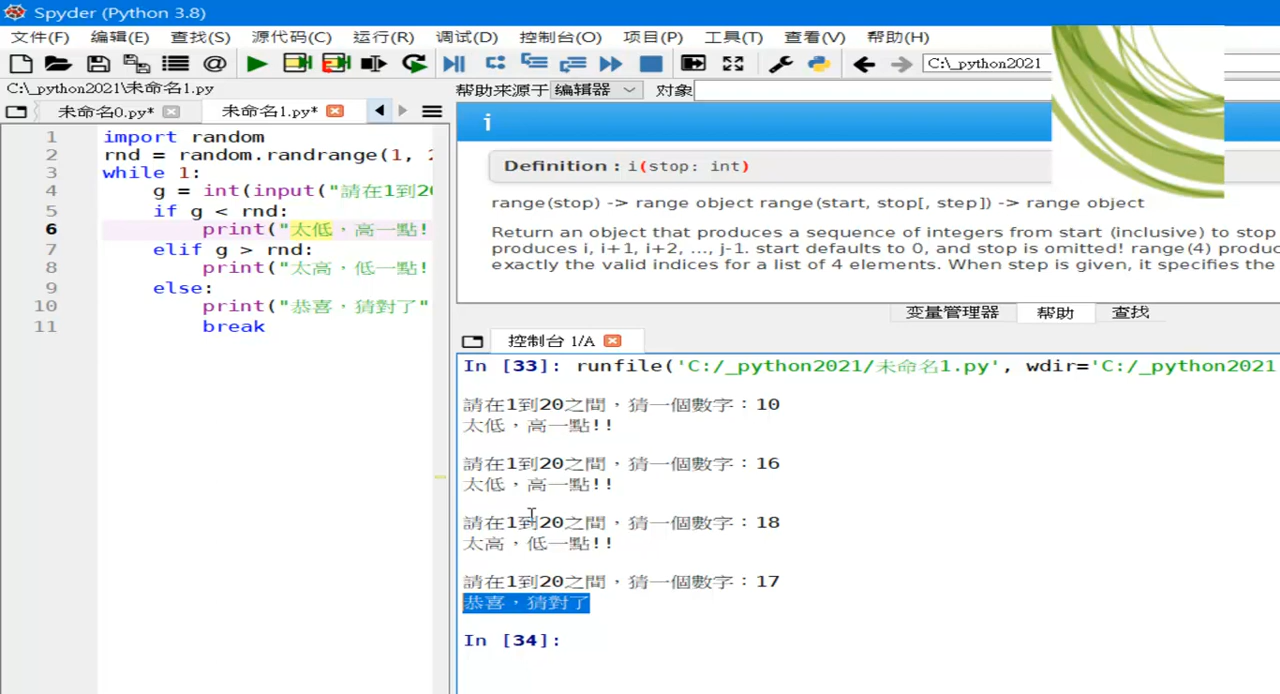 Spyder (Python 3.8)
文件(F) 编辑(E) 查找(S) 源代码(C) 运行(R) 调试(D) 控制台(O) 项目(P) 工具(T) 查看(V) 帮助(H)
C:\_python2021
C:\_python2021\未命名1.py
未命名0.py* 未命名1.py*
1 import random
2 rnd = random.randrange(1, 2
3 while 1:
4 g = int(input("請在1到20
5 if g < rnd:
6 print("太低，高一點!
7 elif g > rnd:
8 print("太高，低一點!
9 else:
10 print("恭喜，猜對了"
11 break
帮助来源于 编辑器 对象
i
Definition : i(stop: int)
range(stop) -> range object range(start, stop[, step]) -> range object
Return an object that produces a sequence of integers from start (inclusive) to stop
produces i, i+1, i+2, ..., j-1. start defaults to 0, and stop is omitted! range(4) produc
exactly the valid indices for a list of 4 elements. When step is given, it specifies the
变量管理器 帮助 查找
控制台 1/A
In [33]: runfile('C:/_python2021/未命名1.py', wdir='C:/_python2021
請在1到20之間，猜一個數字：10
太低，高一點!!
請在1到20之間，猜一個數字：16
太低，高一點!!
請在1到20之間，猜一個數字：18
太高，低一點!!
請在1到20之間，猜一個數字：17
恭喜，猜對了
In [34]: